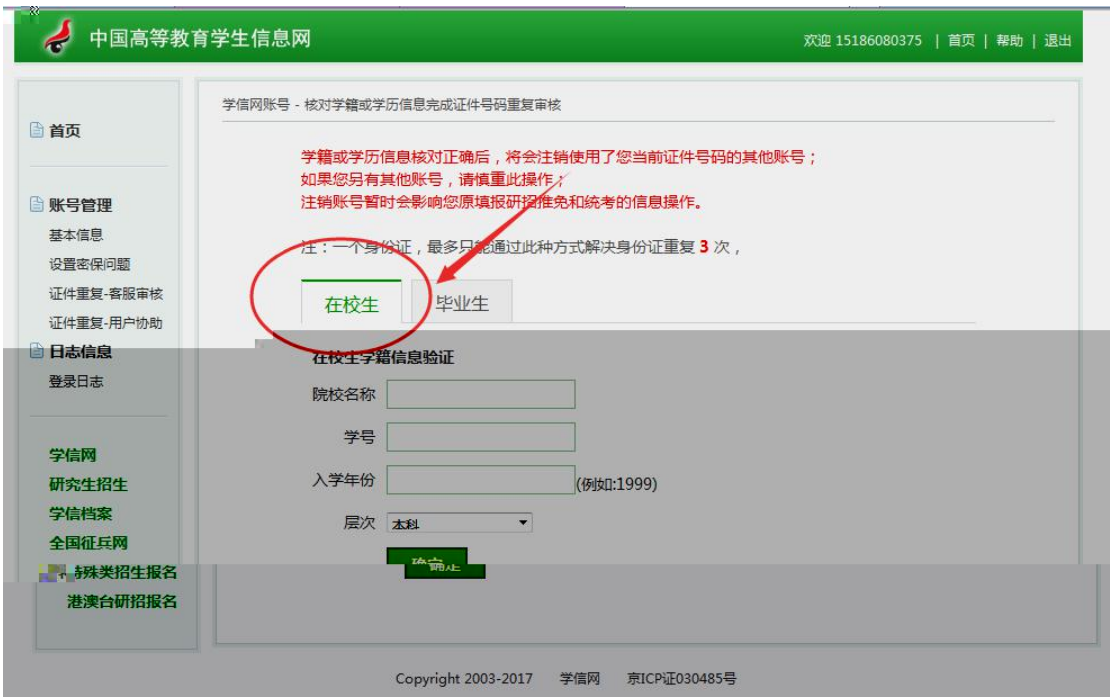 中国高等教育学生信息网
欢迎 15186080375 | 首页 | 帮助 | 退出
首页
账号管理
基本信息
设置密保问题
证件重复-客服审核
证件重复-用户协助
日志信息
登录日志
学信网
研究生招生
学信档案
全国征兵网
特殊类招生报名
港澳台研招报名
学信网账号 - 核对学籍或学历信息完成证件号码重复审核
学籍或学历信息核对正确后，将会注销使用了您当前证件号码的其他账号；
如果您另有其他账号，请慎重此操作；
注销账号暂时会影响您原填报研招推免和统考的信息操作。
注：一个身份证，最多只能通过此种方式解决身份证重复 3 次，
在校生
毕业生
在校生学籍信息验证
院校名称
学号
入学年份
(例如:1999)
层次 本科
Copyright 2003-2017 学信网 京ICP证030485号